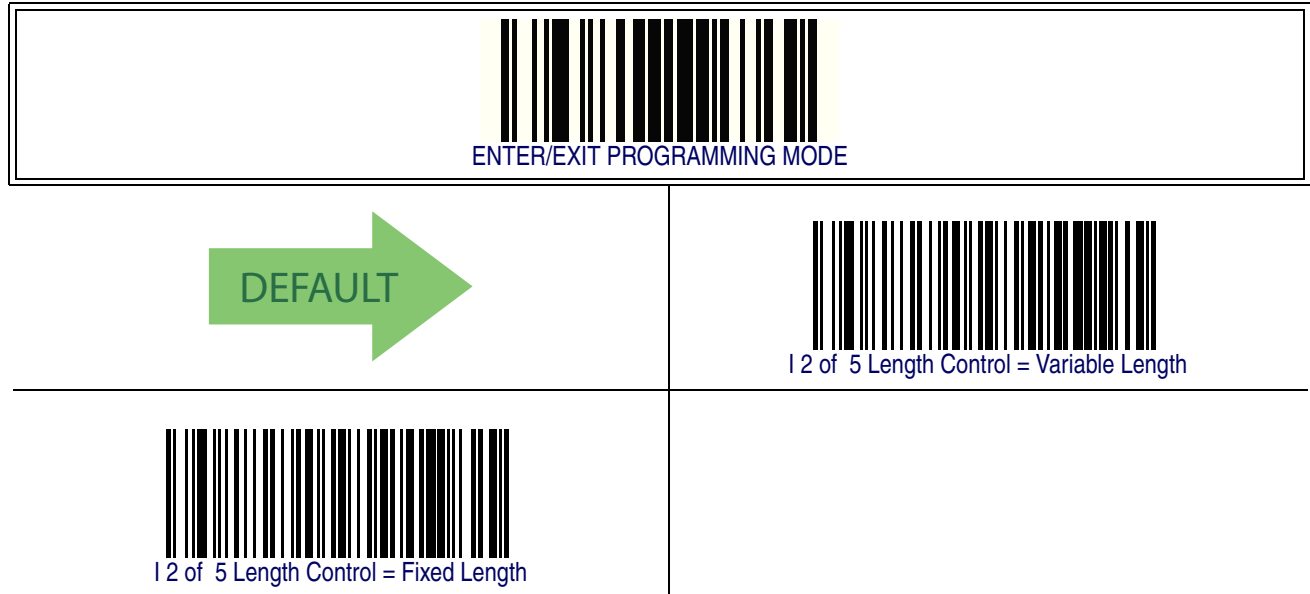 ENTER/EXIT PROGRAMMING MODE
DEFAULT
I 2 of  5 Length Control = Variable Length
I 2 of  5 Length Control = Fixed Length